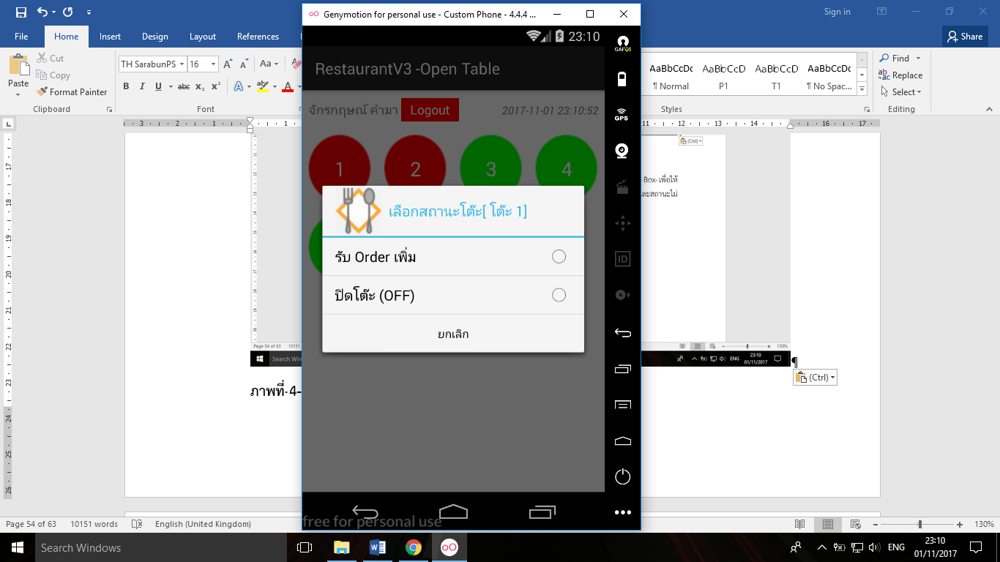 Genymotion for personal use - Custom Phone - 4.4.4 ...
Sign in
File Home Insert Design Layout References
Share
Paste
Cut
Copy
Format Painter
Clipboard
TH SarabunPS 16
Font
AaBbCcDc AaBbCcD AaBbCcD AaBbCcDc
¶ Normal P1 T1 ¶ No Spac...
Styles
Find
Replace
Select
Editing
23:10
RestaurantV3 -Open Table
จักรกฤษณ์ คำมา Logout 2017-11-01 23:10:52
1 2 3 4
เลือกสถานะโต๊ะ[ โต๊ะ 1]
รับ Order เพิ่ม
ปิดโต๊ะ (OFF)
ยกเลิก
free for personal use
GPS
ID
(Ctrl)
Box· เพื่อให้
และสถานะไม่
Page 54 of 63 10151
130%
Search Win
ENG 23:10
01/11/2017
¶
(Ctrl)
ภาพที่·4-
Page 54 of 63 10151 words English (United Kingdom) 130%
Search Windows
ENG
23:10
01/11/2017